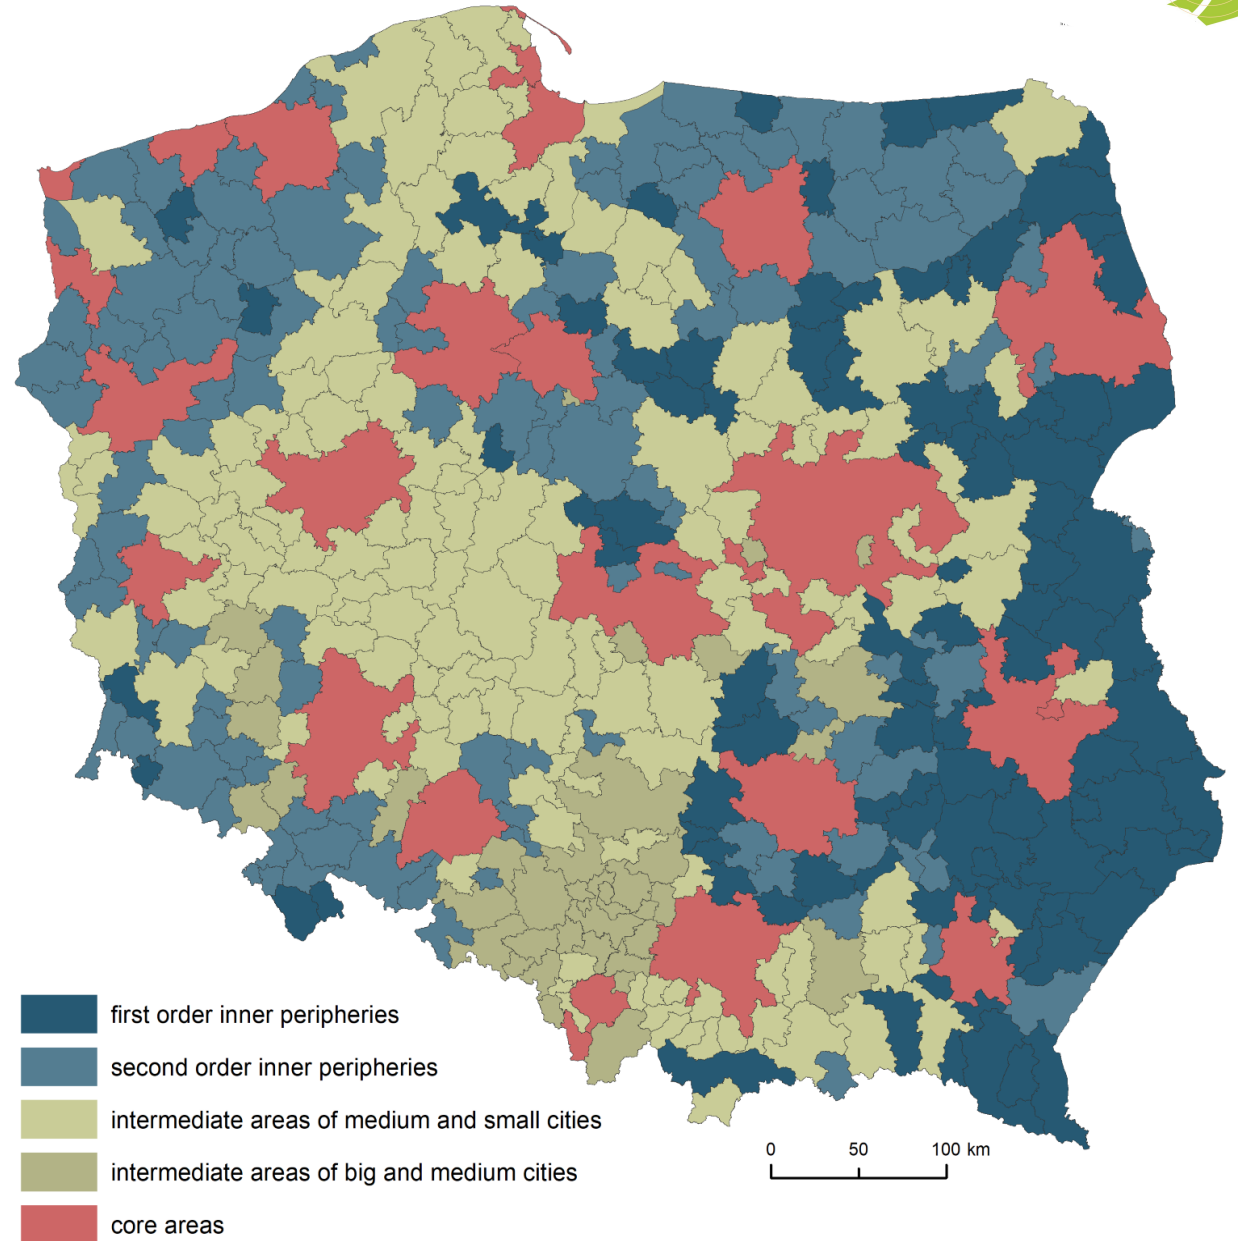 first order inner peripheries
second order inner peripheries
intermediate areas of medium and small cities
intermediate areas of big and medium cities
core areas
0 50 100 km